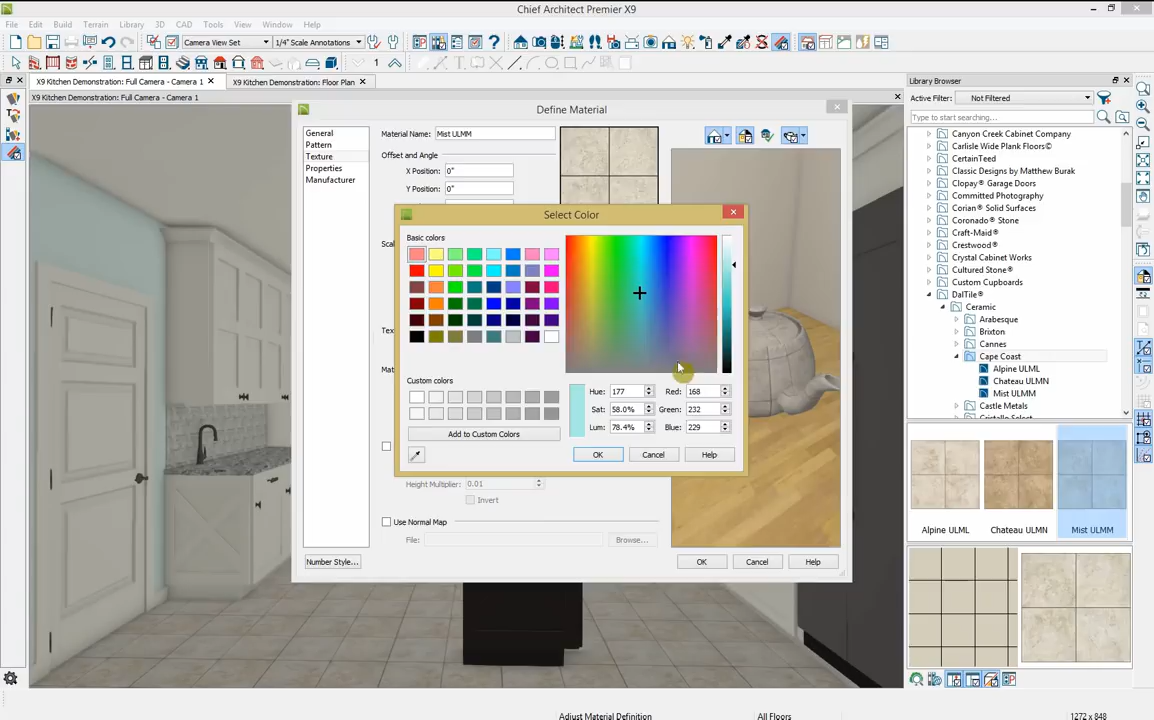 Chief Architect Premier X9
File Edit Build Terrain Library 3D CAD Tools View Window Help
Camera View Set 1/4" Scale Annotations
X9 Kitchen Demonstration: Full Camera - Camera 1 X9 Kitchen Demonstration: Floor Plan
X9 Kitchen Demonstration: Full Camera - Camera 1
Define Material
General
Pattern
Texture
Properties
Manufacturer
Material Name: Mist ULMM
Offset and Angle
X Position: 0"
Y Position: 0"
Select Color
Basic colors
Custom colors
Hue: 177 Red: 168
Sat: 58.0% Green: 232
Lum: 78.4% Blue: 229
Add to Custom Colors
OK Cancel Help
Height Multiplier: 0.01
Invert
Use Normal Map
File: Browse...
Number Style... OK Cancel Help
Library Browser
Active Filter: Not Filtered
Type to start searching...
Canyon Creek Cabinet Company
Carlisle Wide Plank Floors©
CertainTeed
Classic Designs by Matthew Burak
Clopay® Garage Doors
Committed Photography
Corian® Solid Surfaces
Coronado® Stone
Craft-Maid®
Crestwood®
Crystal Cabinet Works
Cultured Stone®
Custom Cupboards
DalTile®
Ceramic
Arabesque
Brixton
Cannes
Cape Coast
Alpine ULML
Chateau ULMN
Mist ULMM
Castle Metals
Alpine ULML Chateau ULMN Mist ULMM
Adjust Material Definition All Floors 1272 x 848